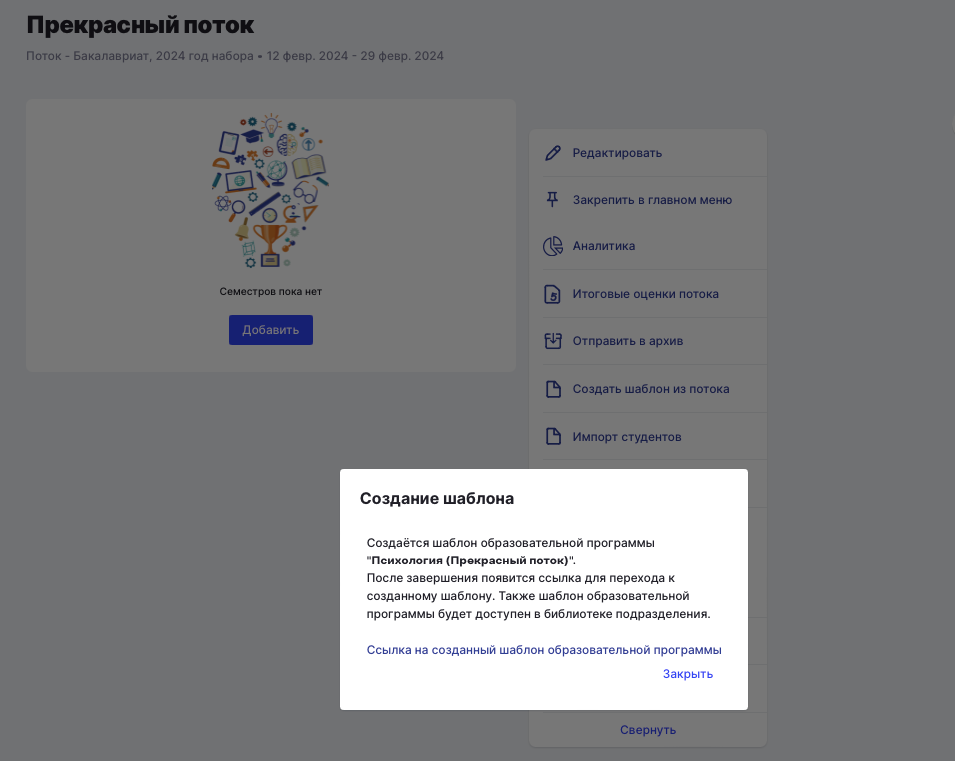 Прекрасный поток
Поток - Бакалавриат, 2024 год набора • 12 февр. 2024 - 29 февр. 2024
Семестров пока нет
Добавить
Редактировать
Закрепить в главном меню
Аналитика
Итоговые оценки потока
Отправить в архив
Создать шаблон из потока
Импорт студентов
Создание шаблона
Создаётся шаблон образовательной программы
"Психология (Прекрасный поток)".
После завершения появится ссылка для перехода к
созданному шаблону. Также шаблон образовательной
программы будет доступен в библиотеке подразделения.
Ссылка на созданный шаблон образовательной программы
Закрыть
Свернуть